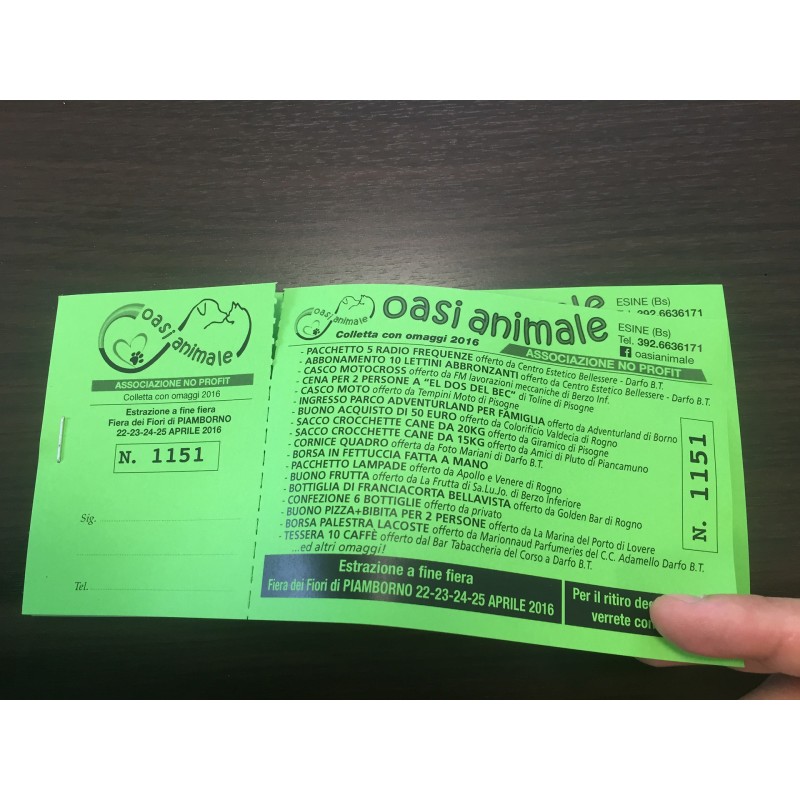 oasi animale
ASSOCIAZIONE NO PROFIT
Colletta con omaggi 2016
Estrazione a fine fiera
Fiera dei Fiori di PIAMBORNO
22-23-24-25 APRILE 2016
N. 1151
Sig.
Tel.
ESINE (Bs)
392.6636171
oasi animale
oasi animale
ESINE (Bs)
Tel. 392.6636171
oasianimale
Colletta con omaggi 2016
ASSOCIAZIONE NO PROFIT
- PACCHETTO 5 RADIO FREQUENZE offerto da Centro Estetico Bellessere - Darfo B.T.
- ABBONAMENTO 10 LETTINI ABBRONZANTI offerto da Centro Estetico Bellessere - Darfo B.T.
- CASCO MOTOCROSS offerto da FM lavorazioni meccaniche di Berzo Inf.
- CENA PER 2 PERSONE A "EL DOS DEL BEC" di Toline di Pisogne
- CASCO MOTO offerto da Tempini Moto di Pisogne
- INGRESSO PARCO ADVENTURLAND PER FAMIGLIA offerto da Adventurland di Borno
- BUONO ACQUISTO DI 50 EURO offerto da Colorificio Valdecia di Rogno
- SACCO CROCCHETTE CANE DA 20KG offerto da Giramico di Pisogne
- SACCO CROCCHETTE CANE DA 15KG offerto da Amici di Pluto di Piancamuno
- CORNICE QUADRO offerto da Foto Mariani di Darfo B.T.
- BORSA IN FETTUCCIA FATTA A MANO
- PACCHETTO LAMPADE offerto da Apollo e Venere di Rogno
- BUONO FRUTTA offerto da La Frutta di Sa.Lu.Jo. di Berzo Inferiore
- BOTTIGLIA DI FRANCIACORTA BELLAVISTA offerto da Golden Bar di Rogno
- CONFEZIONE 6 BOTTIGLIE offerto da privato
- BUONO PIZZA+BIBITA PER 2 PERSONE offerto da La Marina del Porto di Lovere
- BORSA PALESTRA LACOSTE offerto da Marionnaud Parfumeries del C.C. Adamello Darfo B.T.
- TESSERA 10 CAFFÈ offerto dal Bar Tabaccheria del Corso a Darfo B.T.
...ed altri omaggi!
N. 1151
Estrazione a fine fiera
Fiera dei Fiori di PIAMBORNO 22-23-24-25 APRILE 2016
Per il ritiro
verrete